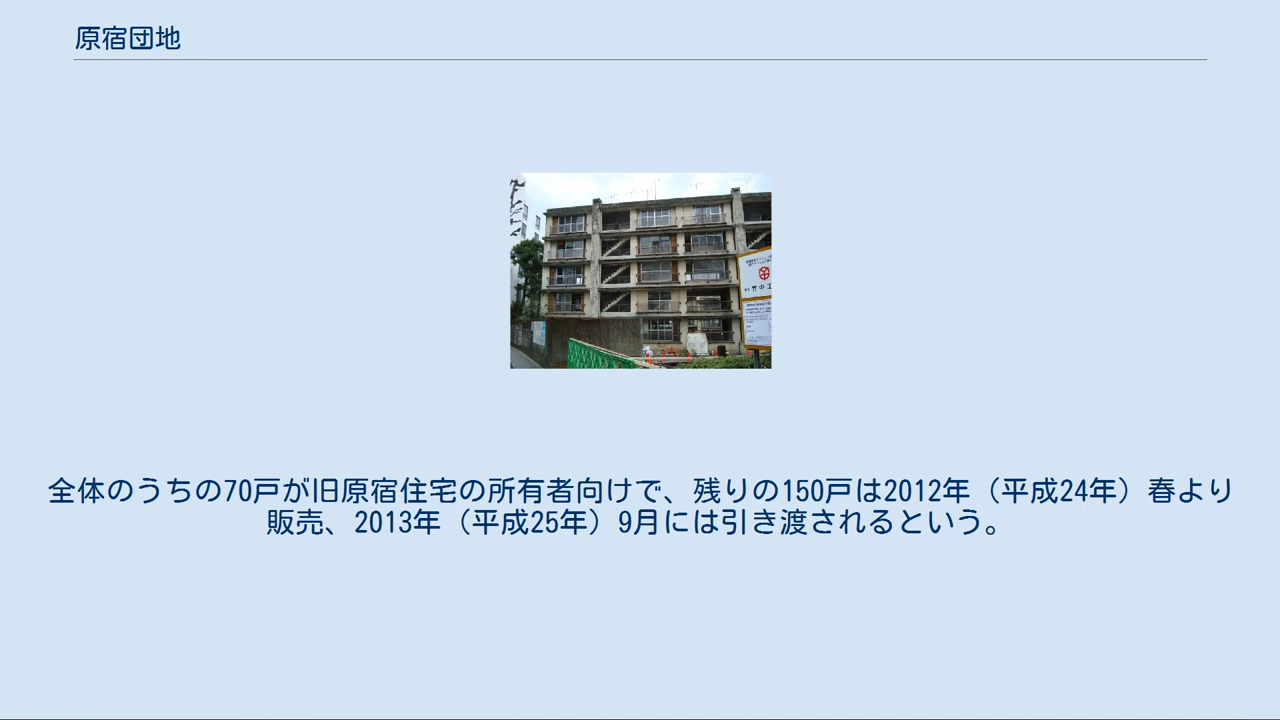 原宿団地
全体のうちの70戸が旧原宿住宅の所有者向けで、残りの150戸は2012年（平成24年）春より
販売、2013年（平成25年）9月には引き渡されるという。